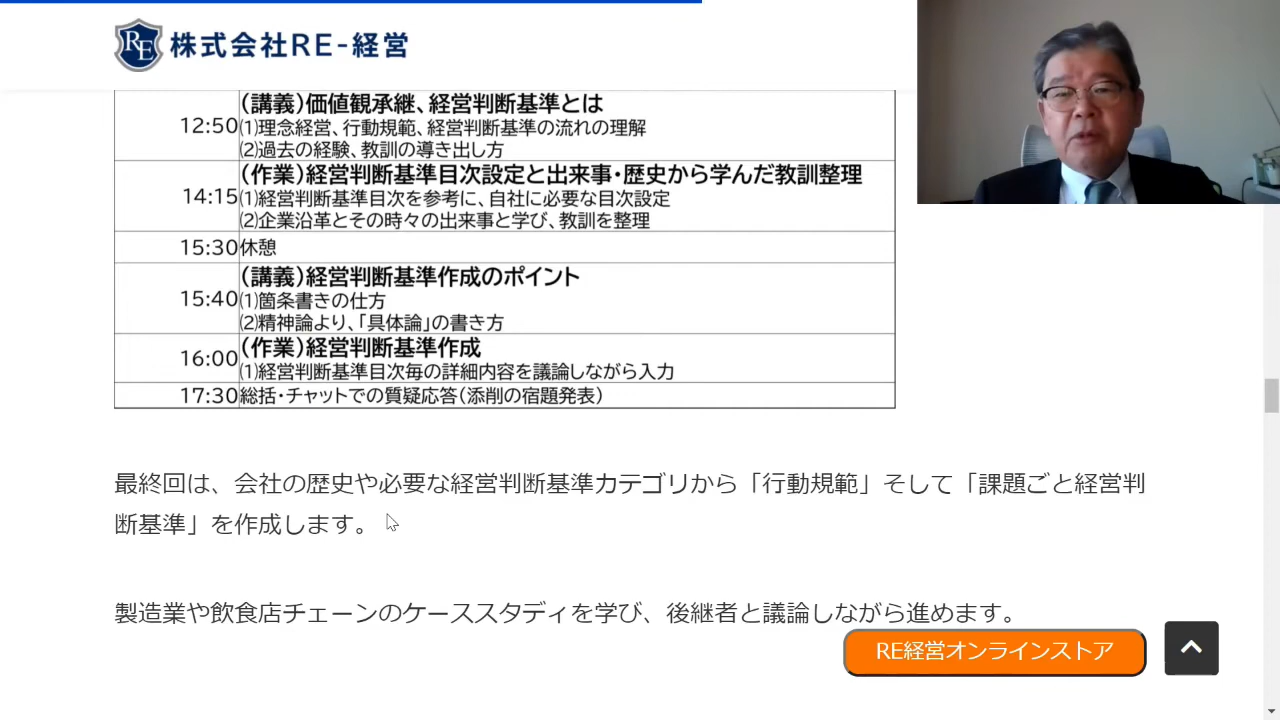 RE 株式会社RE-経営
12:50
(講義)価値観承継、経営判断基準とは
⑴理念経営、行動規範、経営判断基準の流れの理解
⑵過去の経験、教訓の導き出し方
14:15
(作業)経営判断基準目次設定と出来事・歴史から学んだ教訓整理
⑴経営判断基準目次を参考に、自社に必要な目次設定
⑵企業沿革とその時々の出来事と学び、教訓を整理
15:30 休憩
15:40
(講義)経営判断基準作成のポイント
⑴箇条書きの仕方
⑵精神論より、「具体論」の書き方
16:00
(作業)経営判断基準作成
⑴経営判断基準目次毎の詳細内容を議論しながら入力
17:30 総括・チャットでの質疑応答(添削の宿題発表)
最終回は、会社の歴史や必要な経営判断基準カテゴリから「行動規範」そして「課題ごと経営判
断基準」を作成します。
製造業や飲食店チェーンのケーススタディを学び、後継者と議論しながら進めます。
RE経営オンラインストア